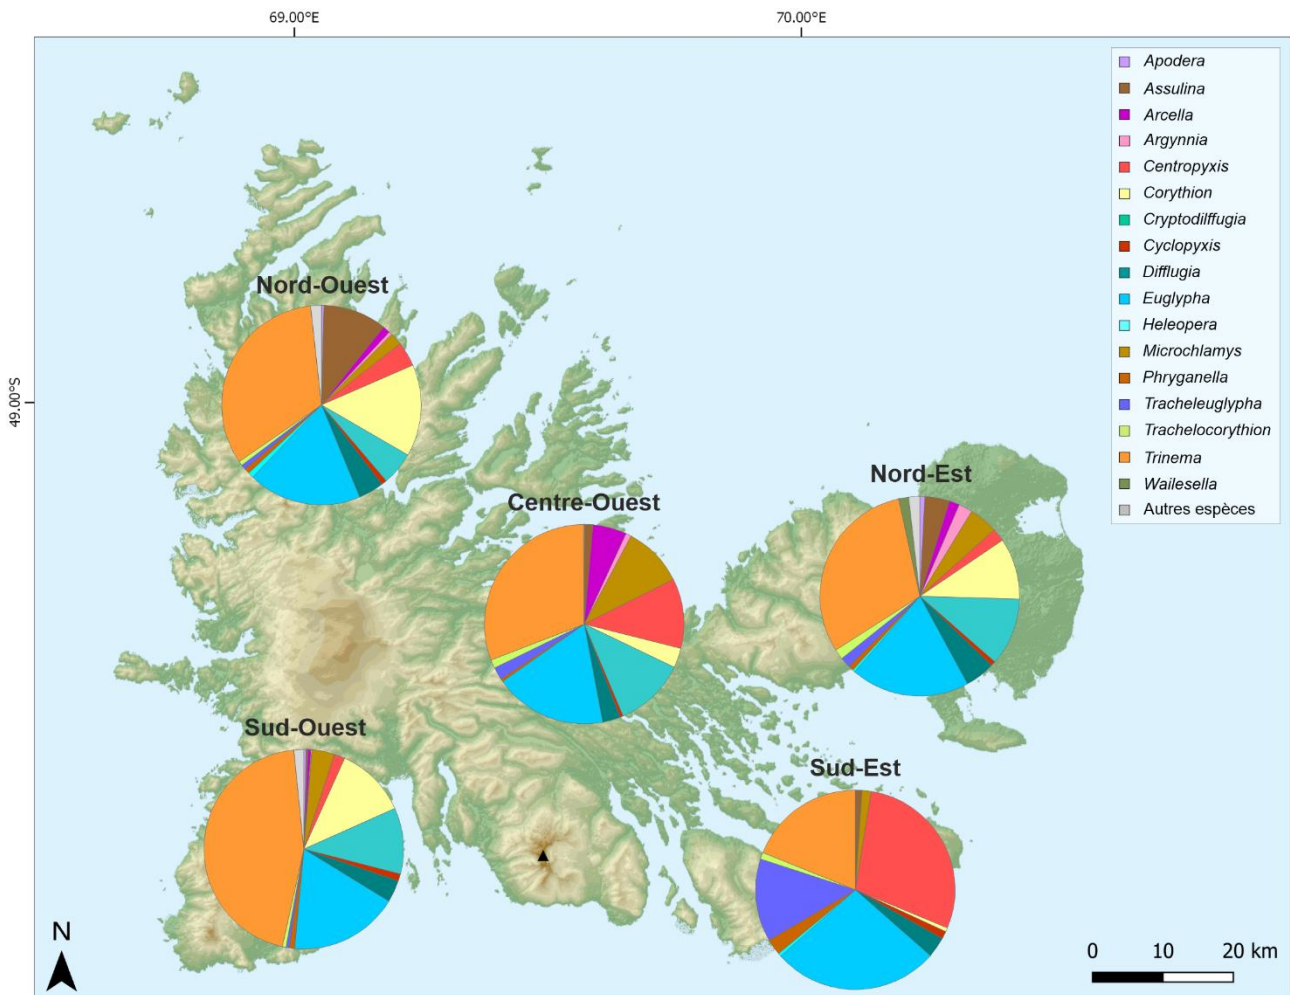 69.00°E
70.00°E
49.00°S
Apodera
Assulina
Arcella
Argynnia
Centropyxis
Corythion
Cryptodilffugia
Cyclopyxis
Difflugia
Euglypha
Heleopera
Microchlamys
Phryganella
Tracheleuglypha
Trachelocorythion
Trinema
Wailesella
Autres espèces
Nord-Ouest
Centre-Ouest
Nord-Est
Sud-Ouest
Sud-Est
N
0 10 20 km